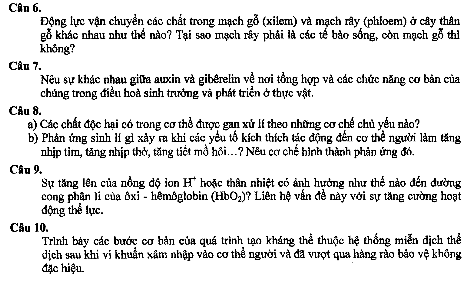 Câu 6.
Động lực vận chuyển các chất trong mạch gỗ (xilem) và mạch rây (phloem) ở cây thân
gỗ khác nhau như thế nào? Tại sao mạch rây phải là các tế bào sống, còn mạch gỗ thì
không?
Câu 7.
Nêu sự khác nhau giữa auxin và gibêrelin về nơi tổng hợp và các chức năng cơ bản của
chúng trong điều hoà sinh trưởng và phát triển ở thực vật.
Câu 8.
a) Các chất độc hại có trong cơ thể được gan xử lí theo những cơ chế chủ yếu nào?
b) Phản ứng sinh lí gì xảy ra khi các yếu tố kích thích tác động đến cơ thể người làm tăng
nhịp tim, tăng nhịp thở, tăng tiết mồ hôi...? Nêu cơ chế hình thành phản ứng đó.
Câu 9.
Sự tăng lên của nồng độ ion H⁺ hoặc thân nhiệt có ảnh hưởng như thế nào đến đường
cong phân li của ôxi - hêmôglobin (HbO₂)? Liên hệ vấn đề này với sự tăng cường hoạt
động thể lực.
Câu 10.
Trình bày các bước cơ bản của quá trình tạo kháng thể thuộc hệ thống miễn dịch thể
dịch sau khi vi khuẩn xâm nhập vào cơ thể người và đã vượt qua hàng rào bảo vệ không
đặc hiệu.